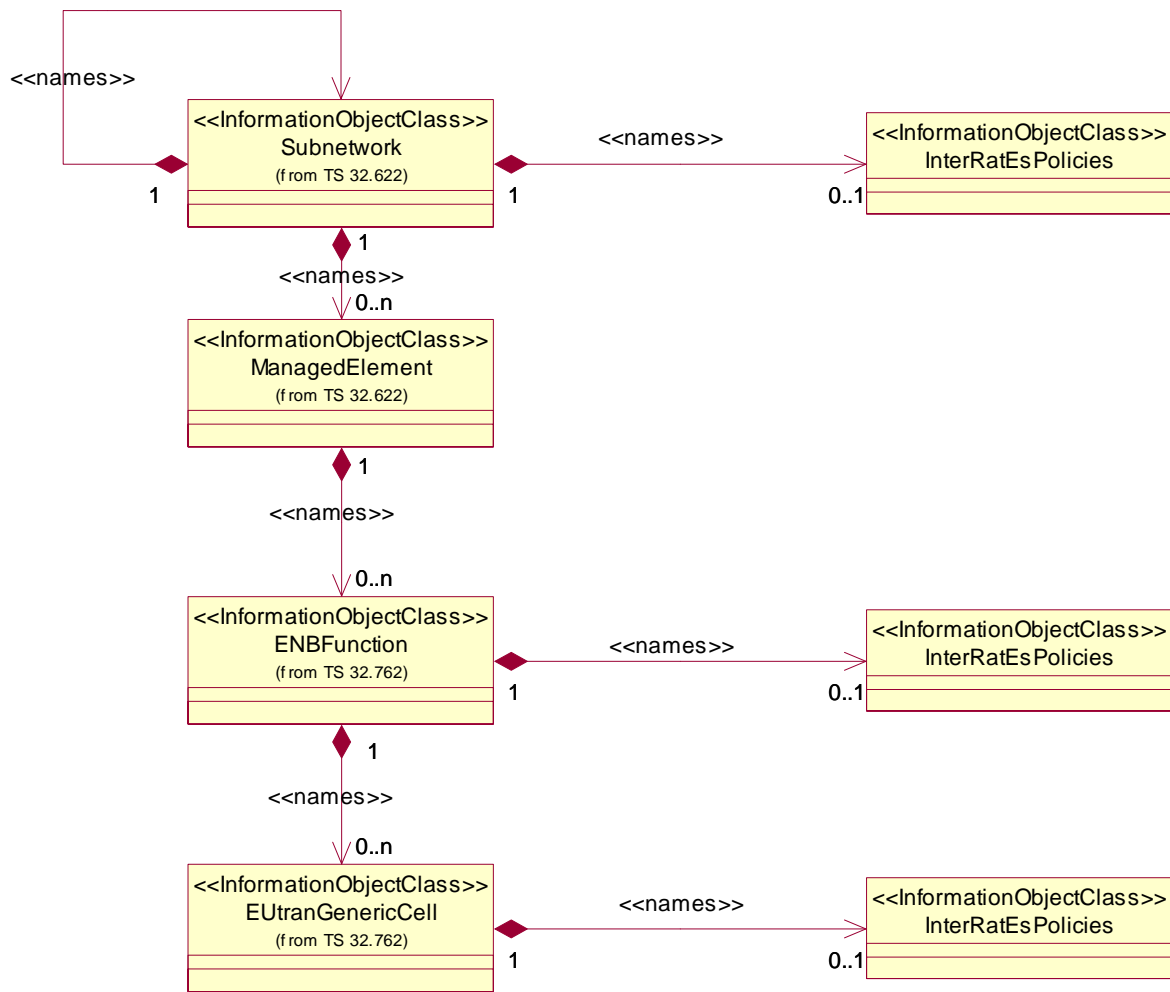 <<names>>
<<InformationObjectClass>>
Subnetwork
(from TS 32.622)
1
1
<<names>>
0..1
<<InformationObjectClass>>
InterRatEsPolicies
1
<<names>>
0..n
<<InformationObjectClass>>
ManagedElement
(from TS 32.622)
1
<<names>>
0..n
<<InformationObjectClass>>
ENBFunction
(from TS 32.762)
1
<<names>>
0..1
<<InformationObjectClass>>
InterRatEsPolicies
1
<<names>>
0..n
<<InformationObjectClass>>
EUtranGenericCell
(from TS 32.762)
1
<<names>>
0..1
<<InformationObjectClass>>
InterRatEsPolicies